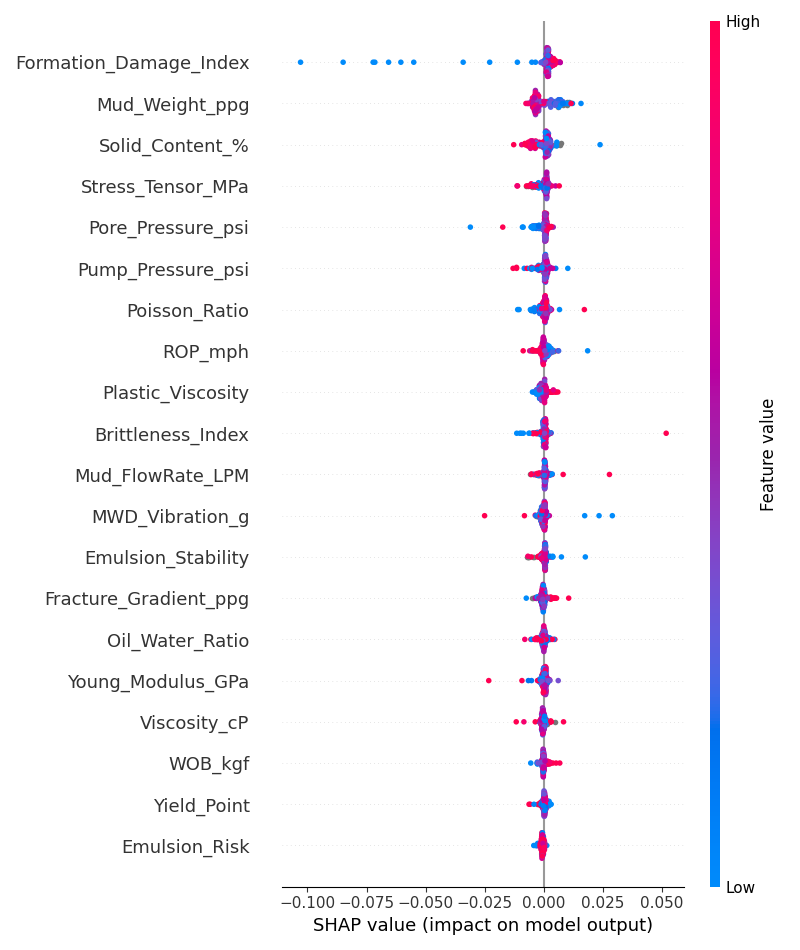 High
Formation_Damage_Index
Mud_Weight_ppg
Solid_Content_%
Stress_Tensor_MPa
Pore_Pressure_psi
Pump_Pressure_psi
Poisson_Ratio
ROP_mph
Plastic_Viscosity
Brittleness_Index
Mud_FlowRate_LPM
MWD_Vibration_g
Emulsion_Stability
Fracture_Gradient_ppg
Oil_Water_Ratio
Young_Modulus_GPa
Viscosity_cP
WOB_kgf
Yield_Point
Emulsion_Risk
Feature value
Low
−0.100 −0.075 −0.050 −0.025 0.000 0.025 0.050
SHAP value (impact on model output)